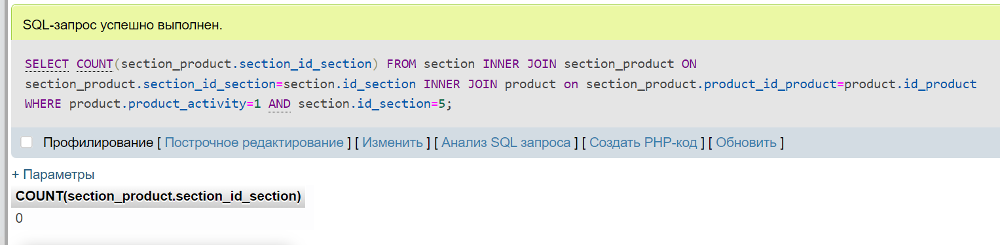 SQL-запрос успешно выполнен.
SELECT COUNT(section_product.section_id_section) FROM section INNER JOIN section_product ON
section_product.section_id_section=section.id_section INNER JOIN product on section_product.product_id_product=product.id_product
WHERE product.product_activity=1 AND section.id_section=5;
Профилирование [ Построчное редактирование ] [ Изменить ] [ Анализ SQL запроса ] [ Создать PHP-код ] [ Обновить ]
+ Параметры
COUNT(section_product.section_id_section)
0